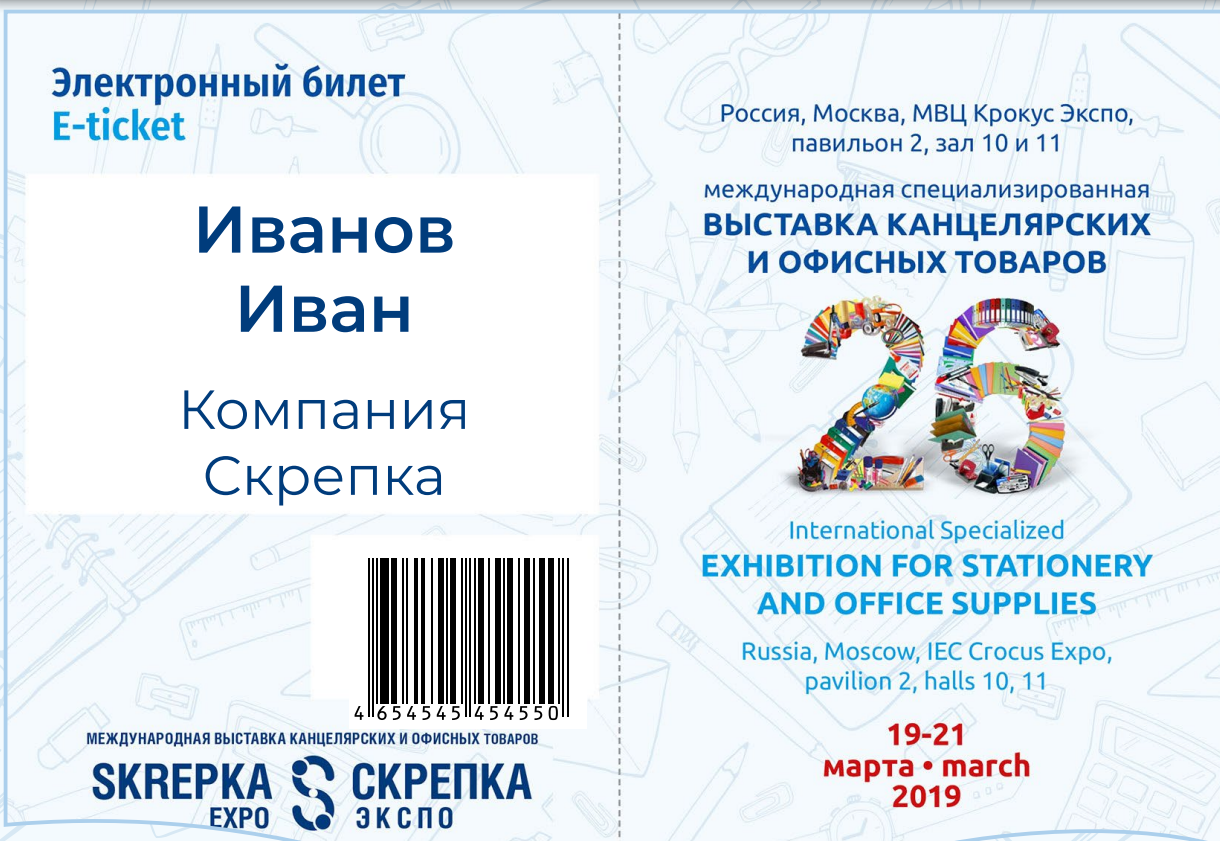 Электронный билет
E-ticket
Иванов
Иван
Компания
Скрепка
4 654545 454550
МЕЖДУНАРОДНАЯ ВЫСТАВКА КАНЦЕЛЯРСКИХ И ОФИСНЫХ ТОВАРОВ
SKREPKA СКРЕПКА
EXPO ЭКСПО
Россия, Москва, МВЦ Крокус Экспо,
павильон 2, зал 10 и 11
международная специализированная
ВЫСТАВКА КАНЦЕЛЯРСКИХ
И ОФИСНЫХ ТОВАРОВ
26
International Specialized
EXHIBITION FOR STATIONERY
AND OFFICE SUPPLIES
Russia, Moscow, IEC Crocus Expo,
pavilion 2, halls 10, 11
19-21
марта • march
2019